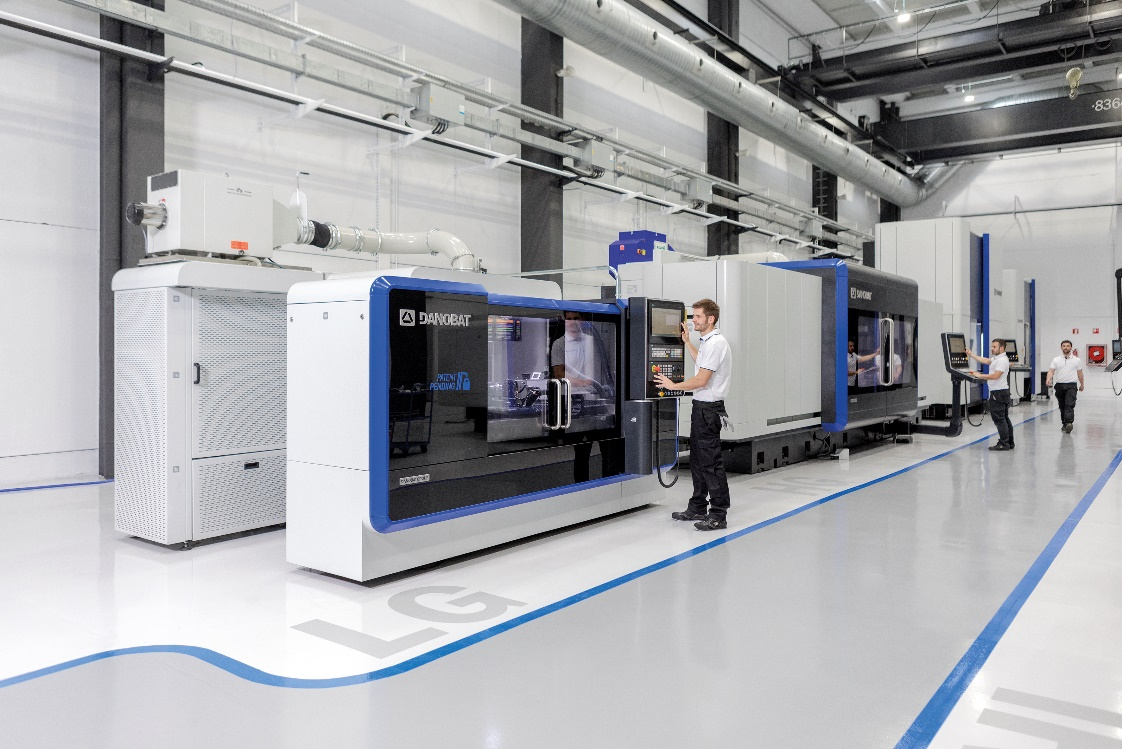 ·836
DANOBAT
PATENT
PENDING
DANOBAT
LG